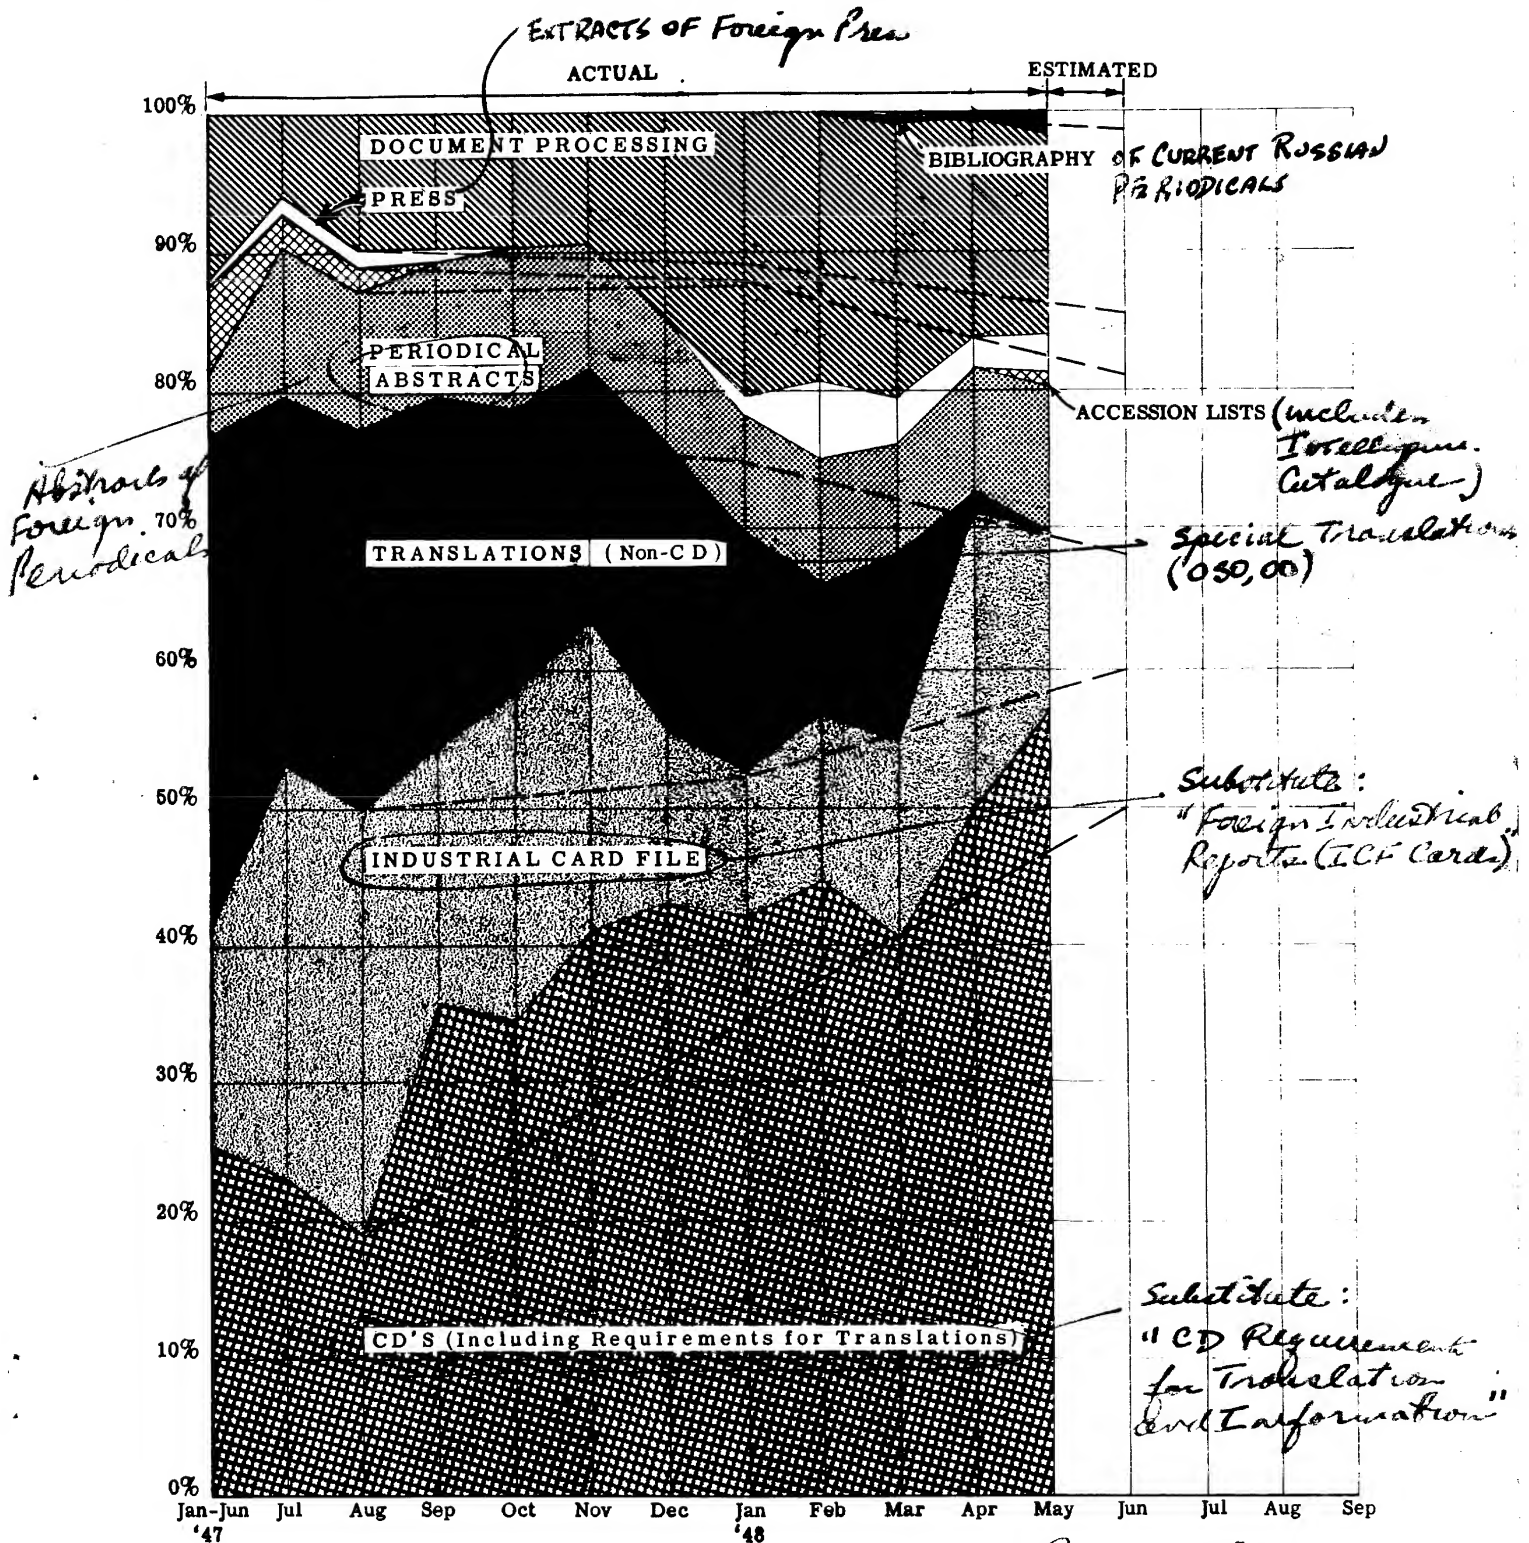 EXTRACTS OF Foreign Press
ACTUAL
ESTIMATED
100%
DOCUMENT PROCESSING
BIBLIOGRAPHY OF CURRENT RUSSIAN
PERIODICALS
PRESS
90%
PERIODICAL
ABSTRACTS
80%
ACCESSION LISTS (includes
Intelligence
Catalogue)
Abstracts of
Foreign
Periodicals
70%
TRANSLATIONS (Non-CD)
Special Translations
(OSO, OO)
60%
50%
Substitute:
"Foreign Industrial
Reports (ICF Cards)"
INDUSTRIAL CARD FILE
40%
30%
20%
Substitute:
"CD Requirements
for Translation
and Information"
CD'S (Including Requirements for Translations)
10%
0%
Jan-Jun Jul Aug Sep Oct Nov Dec Jan Feb Mar Apr May Jun Jul Aug Sep
'47 '48